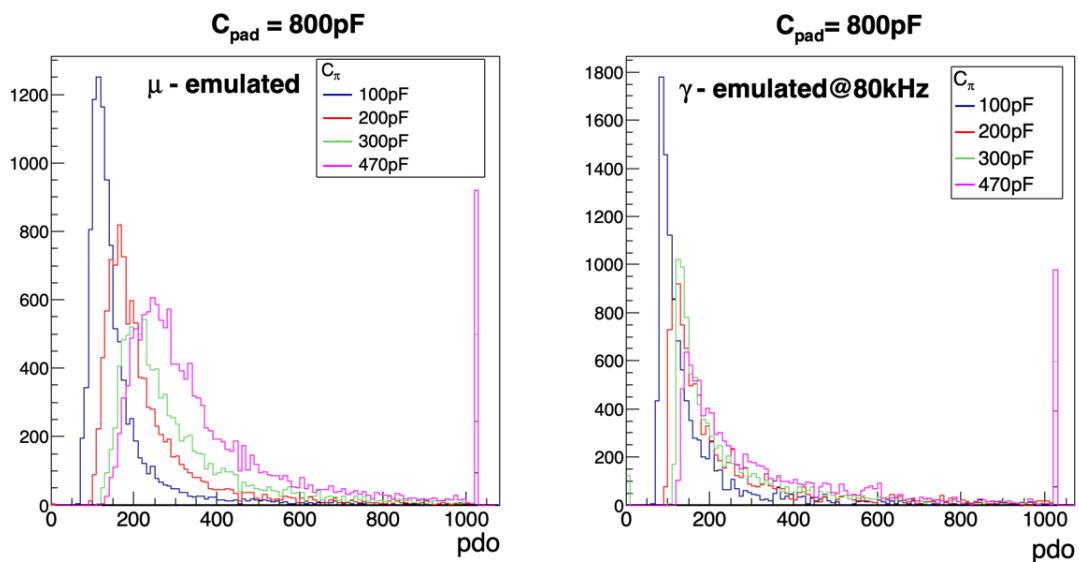 C_pad = 800pF
μ - emulated
C_π
100pF
200pF
300pF
470pF
1200
1000
800
600
400
200
0
0 200 400 600 800 1000
pdo
C_pad= 800pF
γ - emulated@80kHz
C_π
100pF
200pF
300pF
470pF
1800
1600
1400
1200
1000
800
600
400
200
0
0 200 400 600 800 1000
pdo